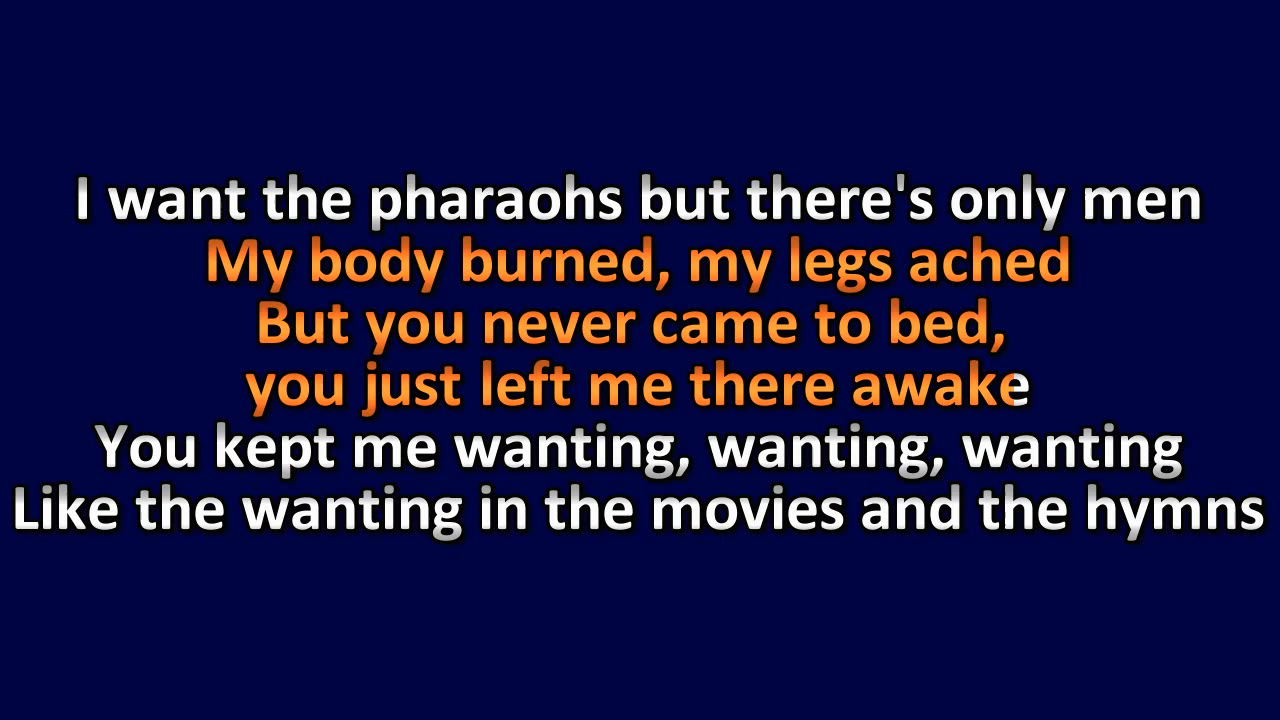 I want the pharaohs but there's only men
My body burned, my legs ached
But you never came to bed,
you just left me there awake
You kept me wanting, wanting, wanting
Like the wanting in the movies and the hymns